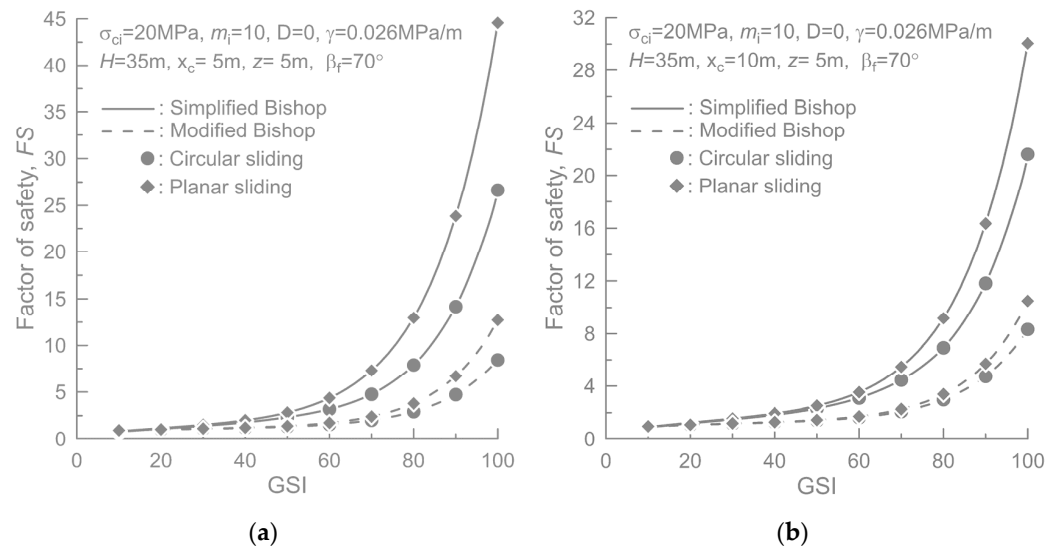 σci=20MPa, mi=10, D=0, γ=0.026MPa/m
H=35m, xc= 5m, z= 5m, βf=70°
: Simplified Bishop
: Modified Bishop
: Circular sliding
: Planar sliding
Factor of safety, FS
45
40
35
30
25
20
15
10
5
0
0 20 40 60 80 100
GSI
(a)
σci=20MPa, mi=10, D=0, γ=0.026MPa/m
H=35m, xc=10m, z= 5m, βf=70°
: Simplified Bishop
: Modified Bishop
: Circular sliding
: Planar sliding
Factor of safety, FS
32
28
24
20
16
12
8
4
0
0 20 40 60 80 100
GSI
(b)